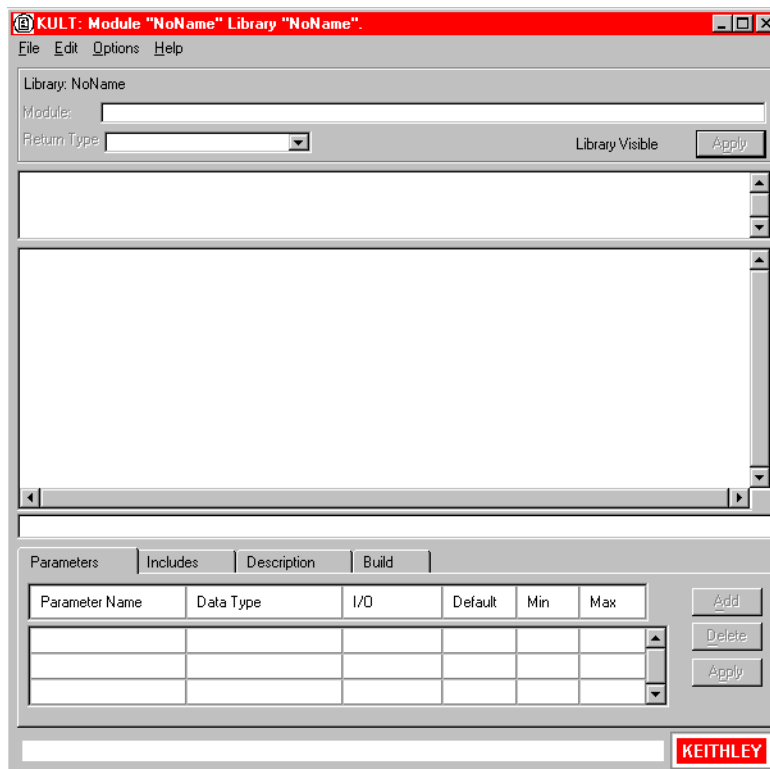 KULT: Module "NoName" Library "NoName".
File Edit Options Help
Library: NoName
Module:
Return Type
Library Visible
Apply
Parameters Includes Description Build
Parameter Name Data Type I/O Default Min Max
Add
Delete
Apply
KEITHLEY